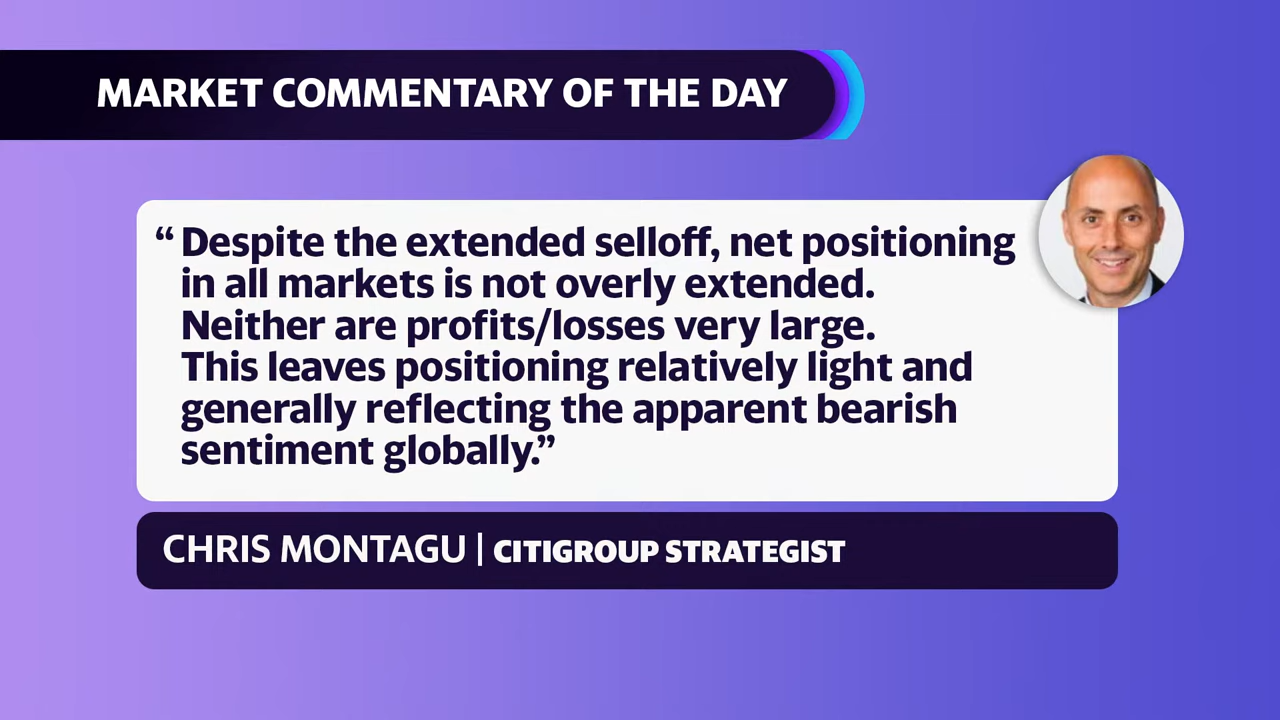 MARKET COMMENTARY OF THE DAY
“Despite the extended selloff, net positioning
in all markets is not overly extended.
Neither are profits/losses very large.
This leaves positioning relatively light and
generally reflecting the apparent bearish
sentiment globally.”
CHRIS MONTAGU | CITIGROUP STRATEGIST